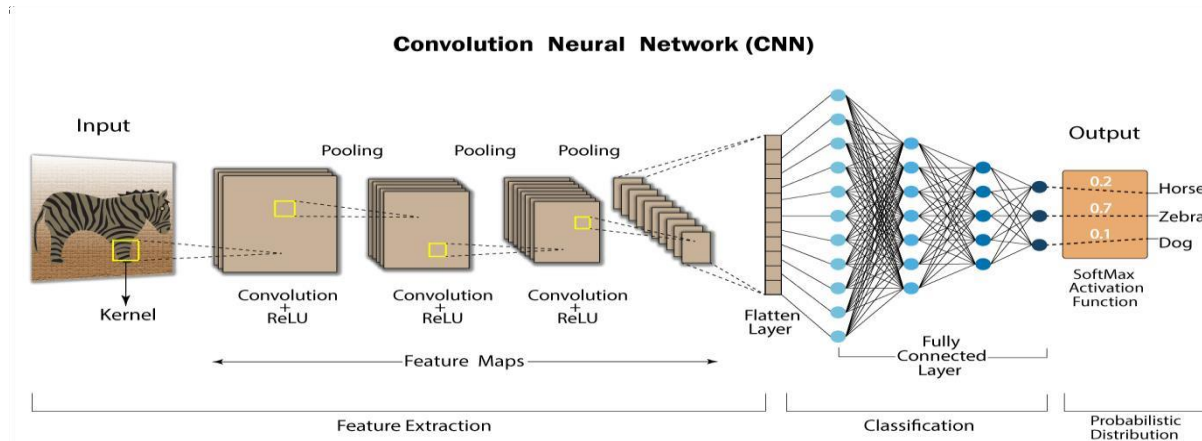 Convolution Neural Network (CNN)
Input
Output
Pooling
Pooling
Pooling
Kernel
Convolution
+
ReLU
Convolution
+
ReLU
Convolution
+
ReLU
Flatten
Layer
0.2
Horse
0.7
Zebra
0.1
Dog
SoftMax
Activation
Function
Feature Maps
Fully
Connected
Layer
Feature Extraction
Classification
Probabilistic
Distribution